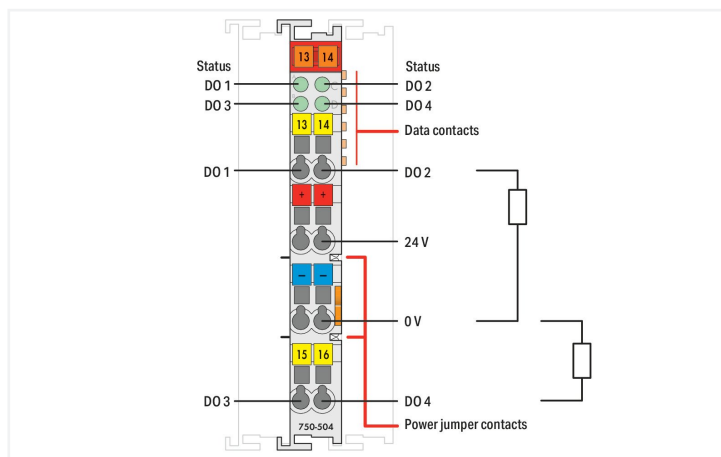 13 14
Status Status
DO 1 DO 2
DO 3 DO 4
13 14
Data contacts
DO 1 DO 2
+ +
24 V
– –
0 V
15 16
DO 3 DO 4
750-504
Power jumper contacts